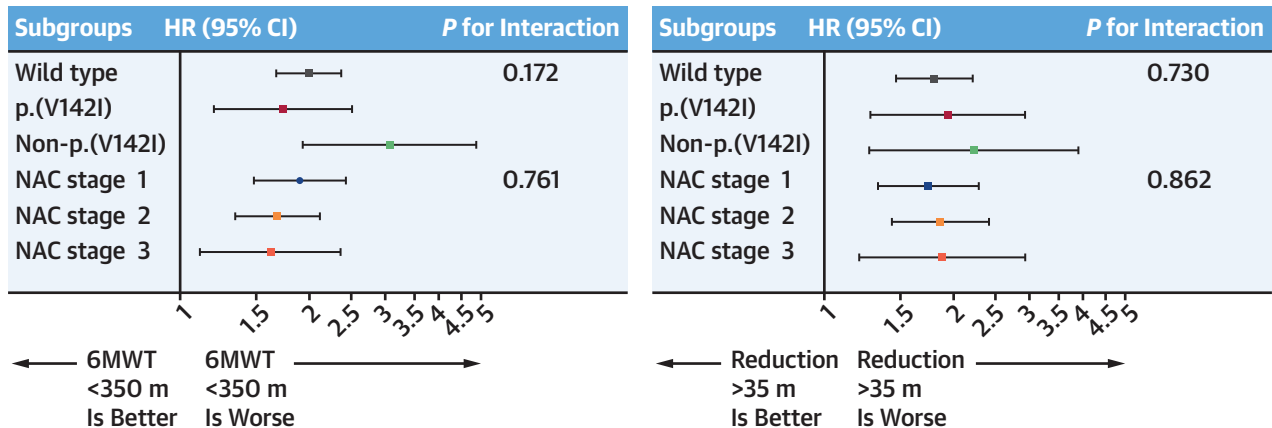 Subgroups HR (95% CI) P for Interaction
Wild type 0.172
p.(V142I)
Non-p.(V142I)
NAC stage 1 0.761
NAC stage 2
NAC stage 3
1 1.5 2 2.5 3 3.5 4 4.5 5
6MWT 6MWT
<350 m <350 m
Is Better Is Worse
Subgroups HR (95% CI) P for Interaction
Wild type 0.730
p.(V142I)
Non-p.(V142I)
NAC stage 1 0.862
NAC stage 2
NAC stage 3
1 1.5 2 2.5 3 3.5 4 4.5 5
Reduction Reduction
>35 m >35 m
Is Better Is Worse